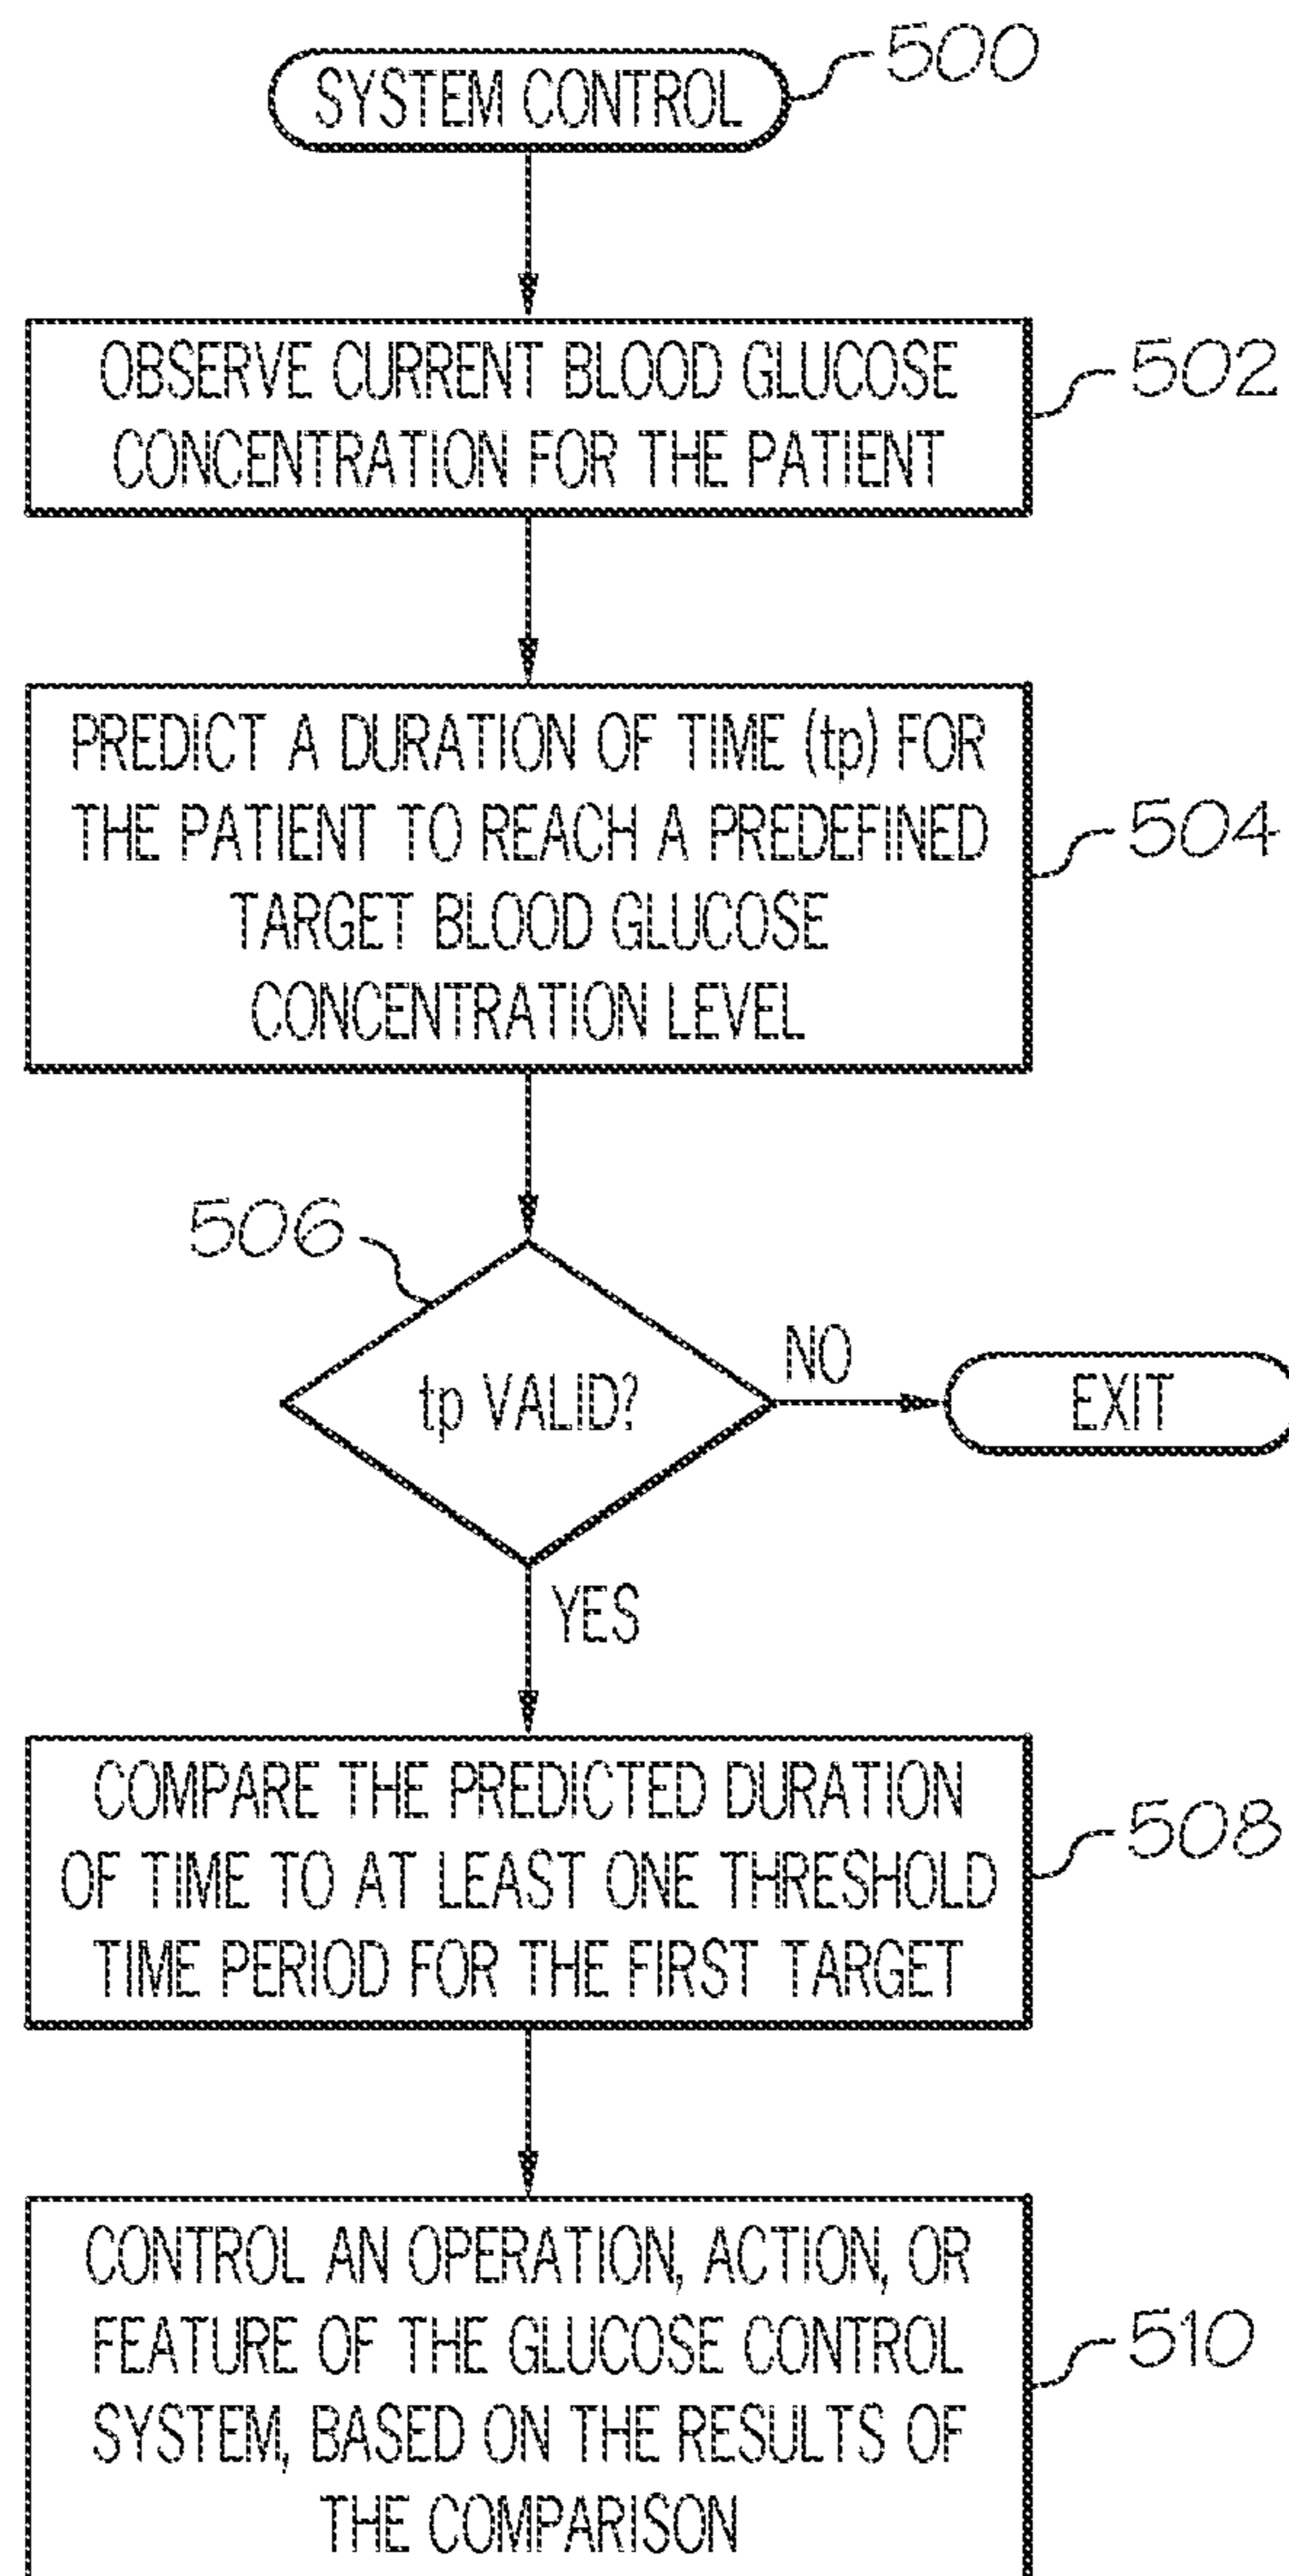 SYSTEM CONTROL
500
OBSERVE CURRENT BLOOD GLUCOSE
CONCENTRATION FOR THE PATIENT
502
PREDICT A DURATION OF TIME (tp) FOR
THE PATIENT TO REACH A PREDEFINED
TARGET BLOOD GLUCOSE
CONCENTRATION LEVEL
504
506
tp VALID?
NO
EXIT
YES
COMPARE THE PREDICTED DURATION
OF TIME TO AT LEAST ONE THRESHOLD
TIME PERIOD FOR THE FIRST TARGET
508
CONTROL AN OPERATION, ACTION, OR
FEATURE OF THE GLUCOSE CONTROL
SYSTEM, BASED ON THE RESULTS OF
THE COMPARISON
510